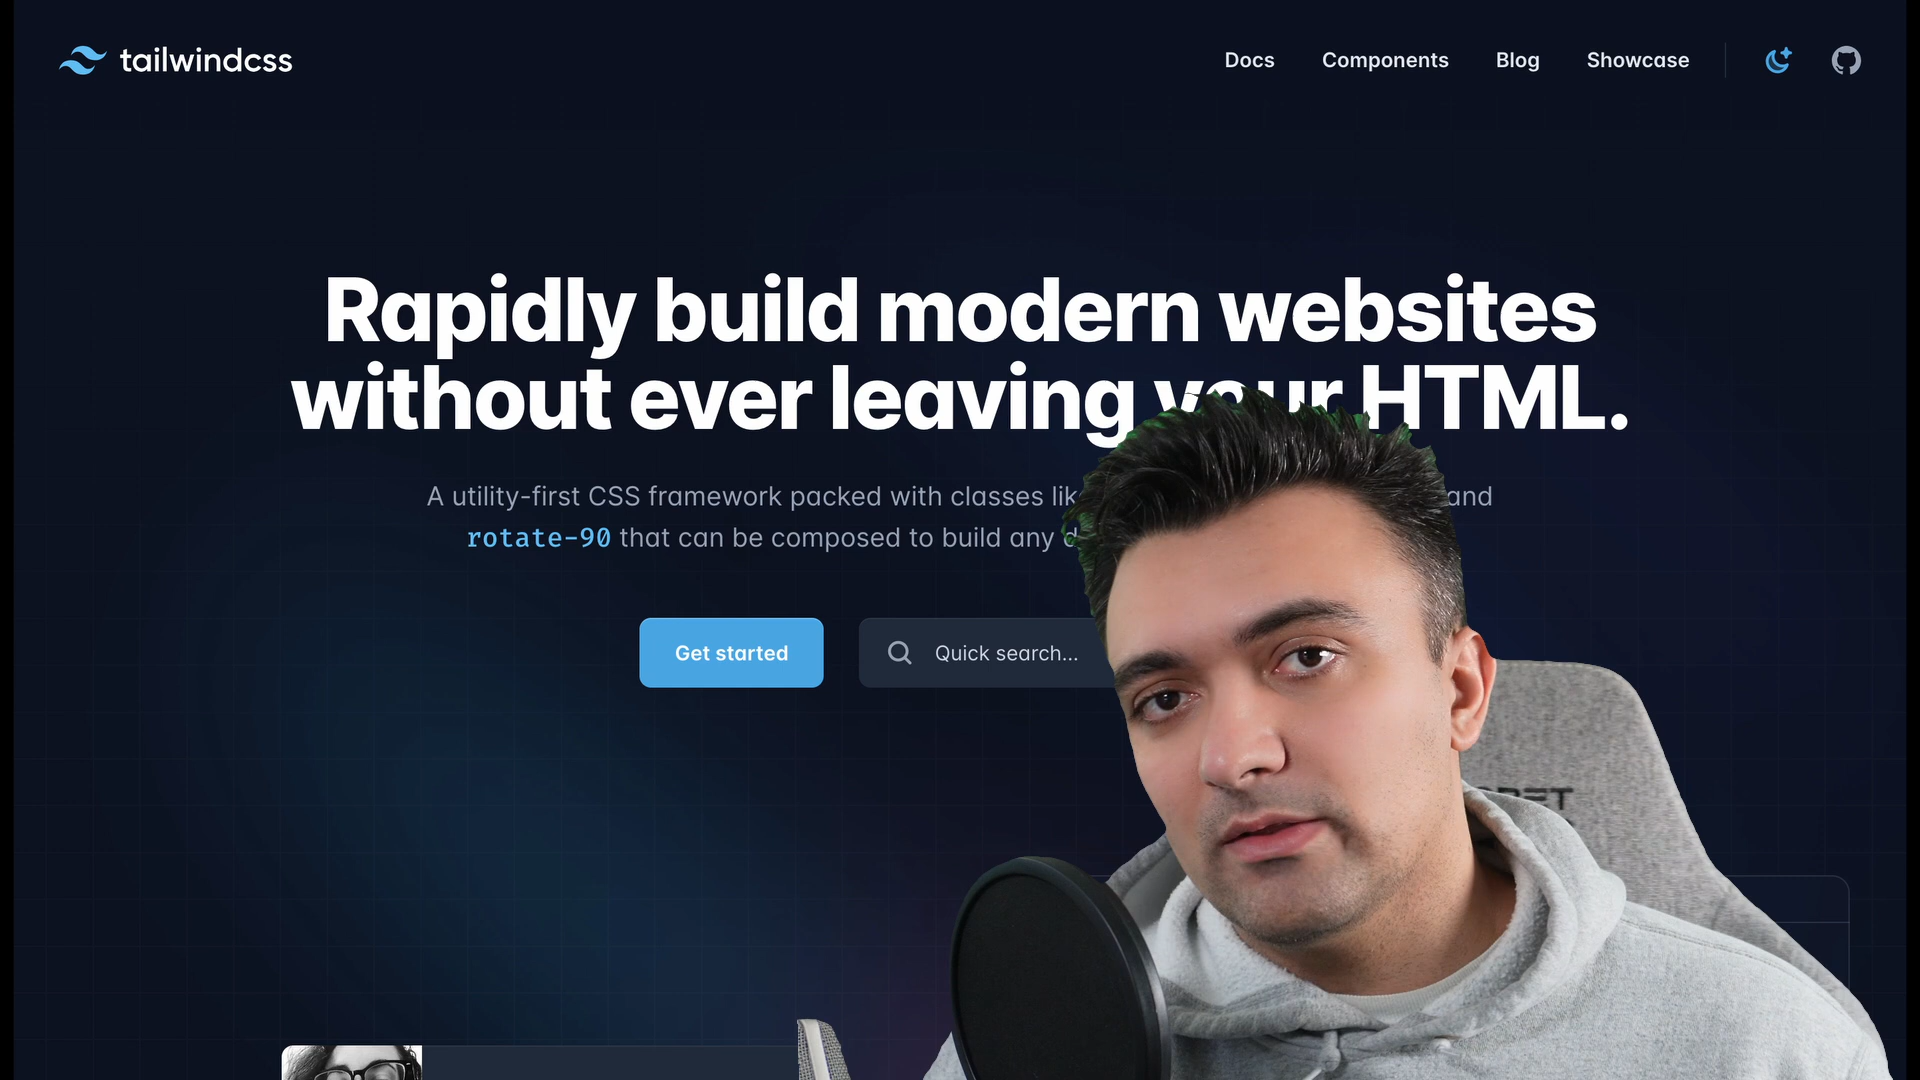 tailwindcss
Docs Components Blog Showcase
Rapidly build modern websites
without ever leaving your HTML.
A utility-first CSS framework packed with classes and
rotate-90 that can be composed to build any
Get started
Quick search...